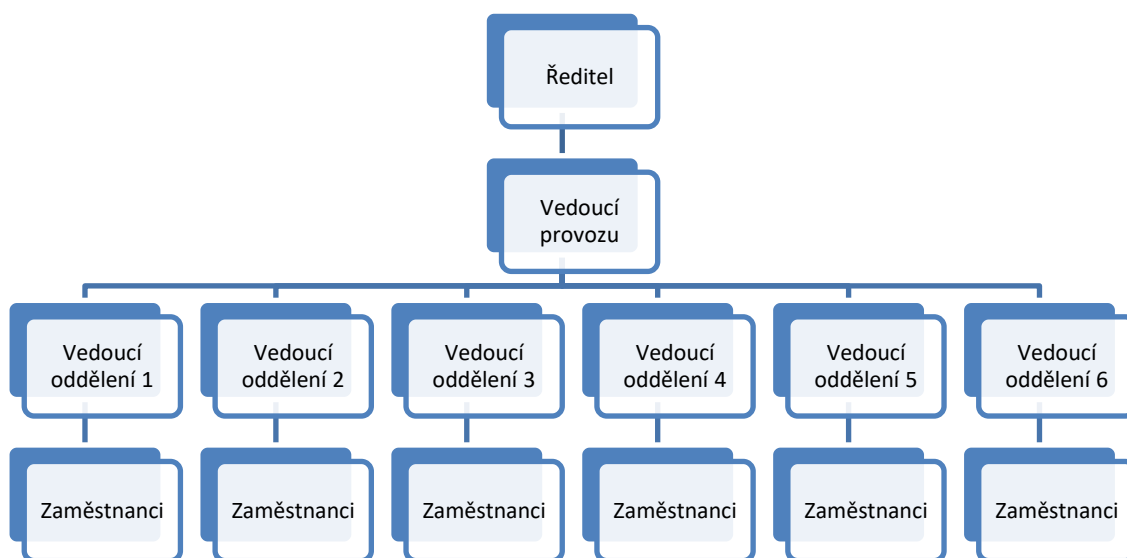 Ředitel
Vedoucí
provozu
Vedoucí
oddělení 1
Vedoucí
oddělení 2
Vedoucí
oddělení 3
Vedoucí
oddělení 4
Vedoucí
oddělení 5
Vedoucí
oddělení 6
Zaměstnanci
Zaměstnanci
Zaměstnanci
Zaměstnanci
Zaměstnanci
Zaměstnanci